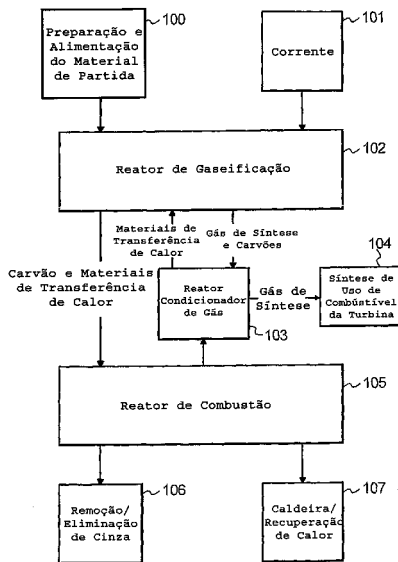 100
Preparação e
Alimentação
do Material
de Partida
101
Corrente
102
Reator de Gaseificação
Materiais de
Transferência
de Calor
Gás de Síntese
e Carvões
Carvão e Materiais
de Transferência
de Calor
Reator
Condicionador
de Gás
103
Gás de
Síntese
104
Síntese de
Uso de
Combústível
da Turbina
105
Reator de Combustão
106
Remoção/
Eliminação
de Cinza
107
Caldeira/
Recuperação
de Calor